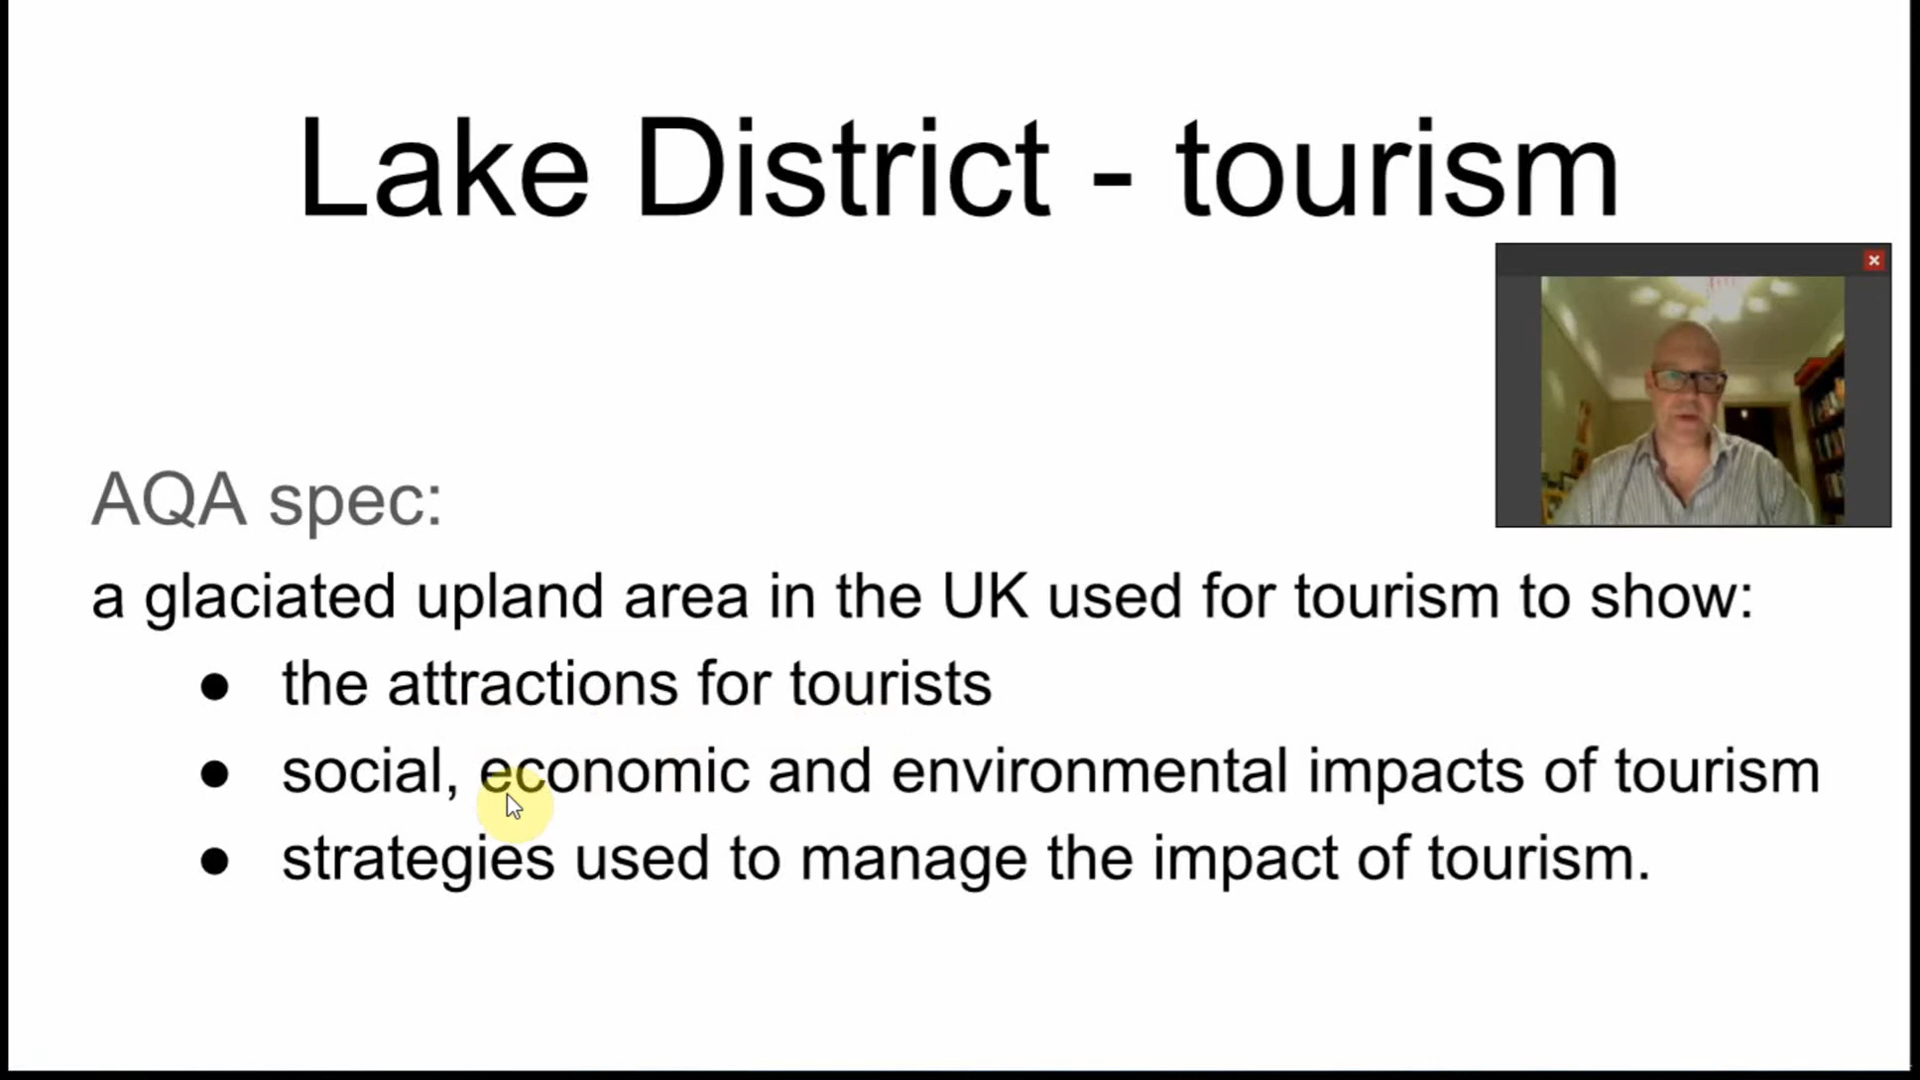 Lake District - tourism
AQA spec:
a glaciated upland area in the UK used for tourism to show:
● the attractions for tourists
● social, economic and environmental impacts of tourism
● strategies used to manage the impact of tourism.